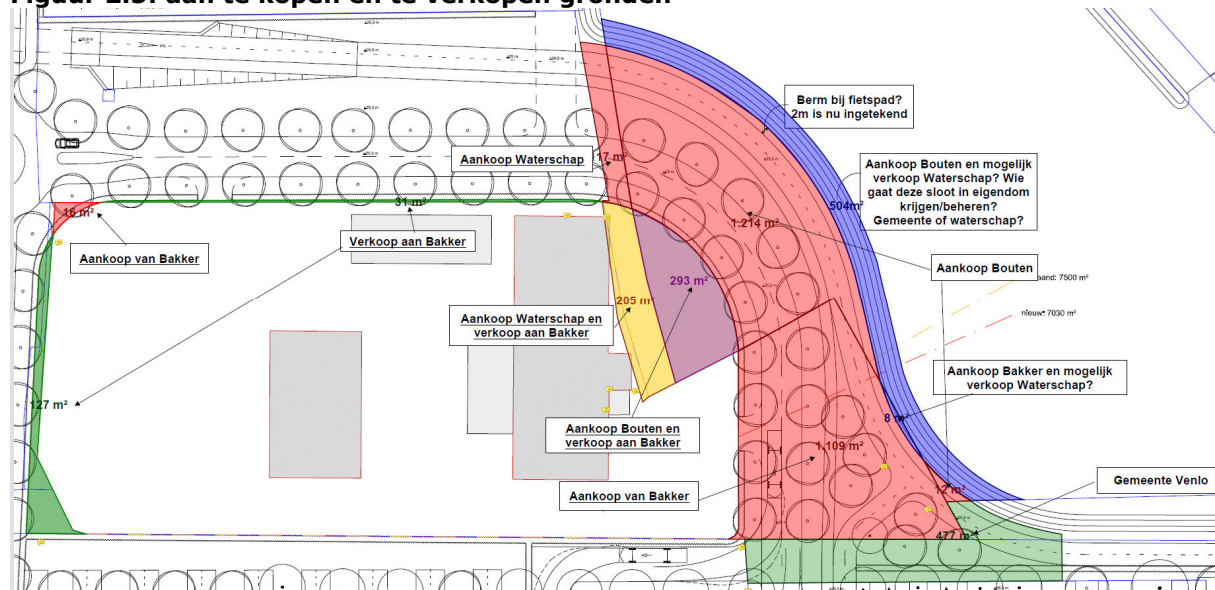 Figuur 2.3: aan te kopen en te verkopen gronden
Berm bij fietspad?
2m is nu ingetekend
Aankoop Waterschap
17 m²
Aankoop Bouten en mogelijk
verkoop Waterschap? Wie
gaat deze sloot in eigendom
krijgen/beheren?
Gemeente of waterschap?
504m²
16 m²
31 m²
1.214 m²
Aankoop van Bakker
Verkoop aan Bakker
Aankoop Bouten
aand: 7500 m²
293 m²
205 m²
nieuw: 7030 m²
Aankoop Waterschap en
verkoop aan Bakker
Aankoop Bakker en mogelijk
verkoop Waterschap?
127 m²
8 m²
Aankoop Bouten en
verkoop aan Bakker
1.109 m²
Aankoop van Bakker
Gemeente Venlo
12 m²
477 m²